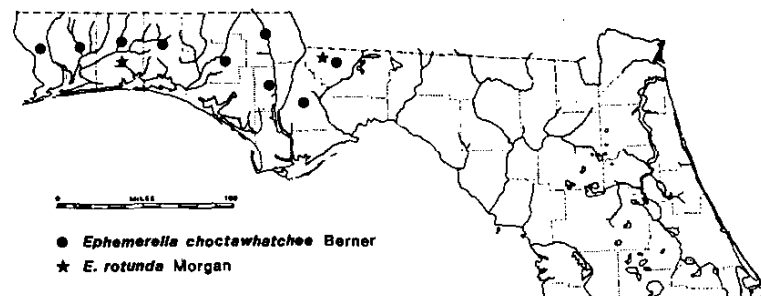 0 MILES 100
● Ephemerella choctawhatchee Berner
★ E. rotunda Morgan